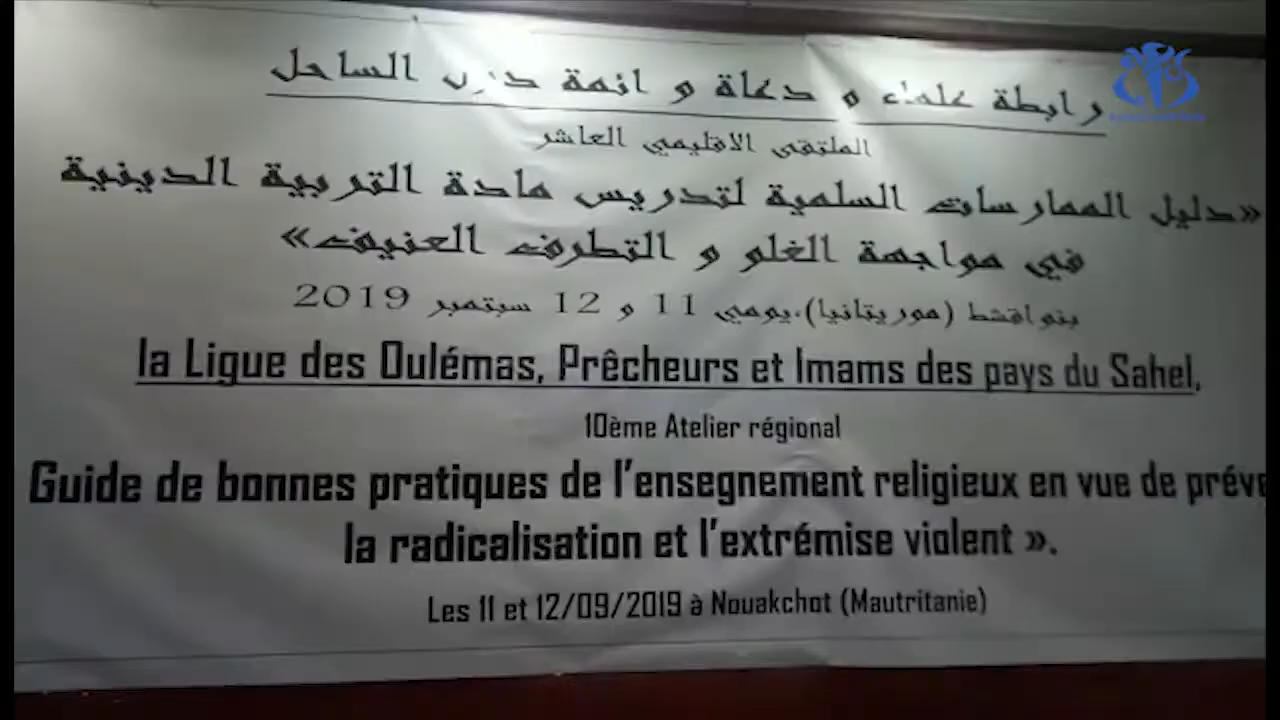 رابطة علماء و دعاة و ائمة دول الساحل
الملتقى الاقليمي العاشر
«دليل الممارسات السلمية لتدريس مادة التربية الدينية
في مواجهة الغلو و التطرف العنيف»
بنواقشط (موريتانيا)،يومي 11 و 12 سبتمبر 2019
la Ligue des Oulémas, Prêcheurs et Imams des pays du Sahel,
10ème Atelier régional
Guide de bonnes pratiques de l'ensegnement religieux en vue de préve
la radicalisation et l'extrémise violent ».
Les 11 et 12/09/2019 à Nouakchot (Mautritanie)